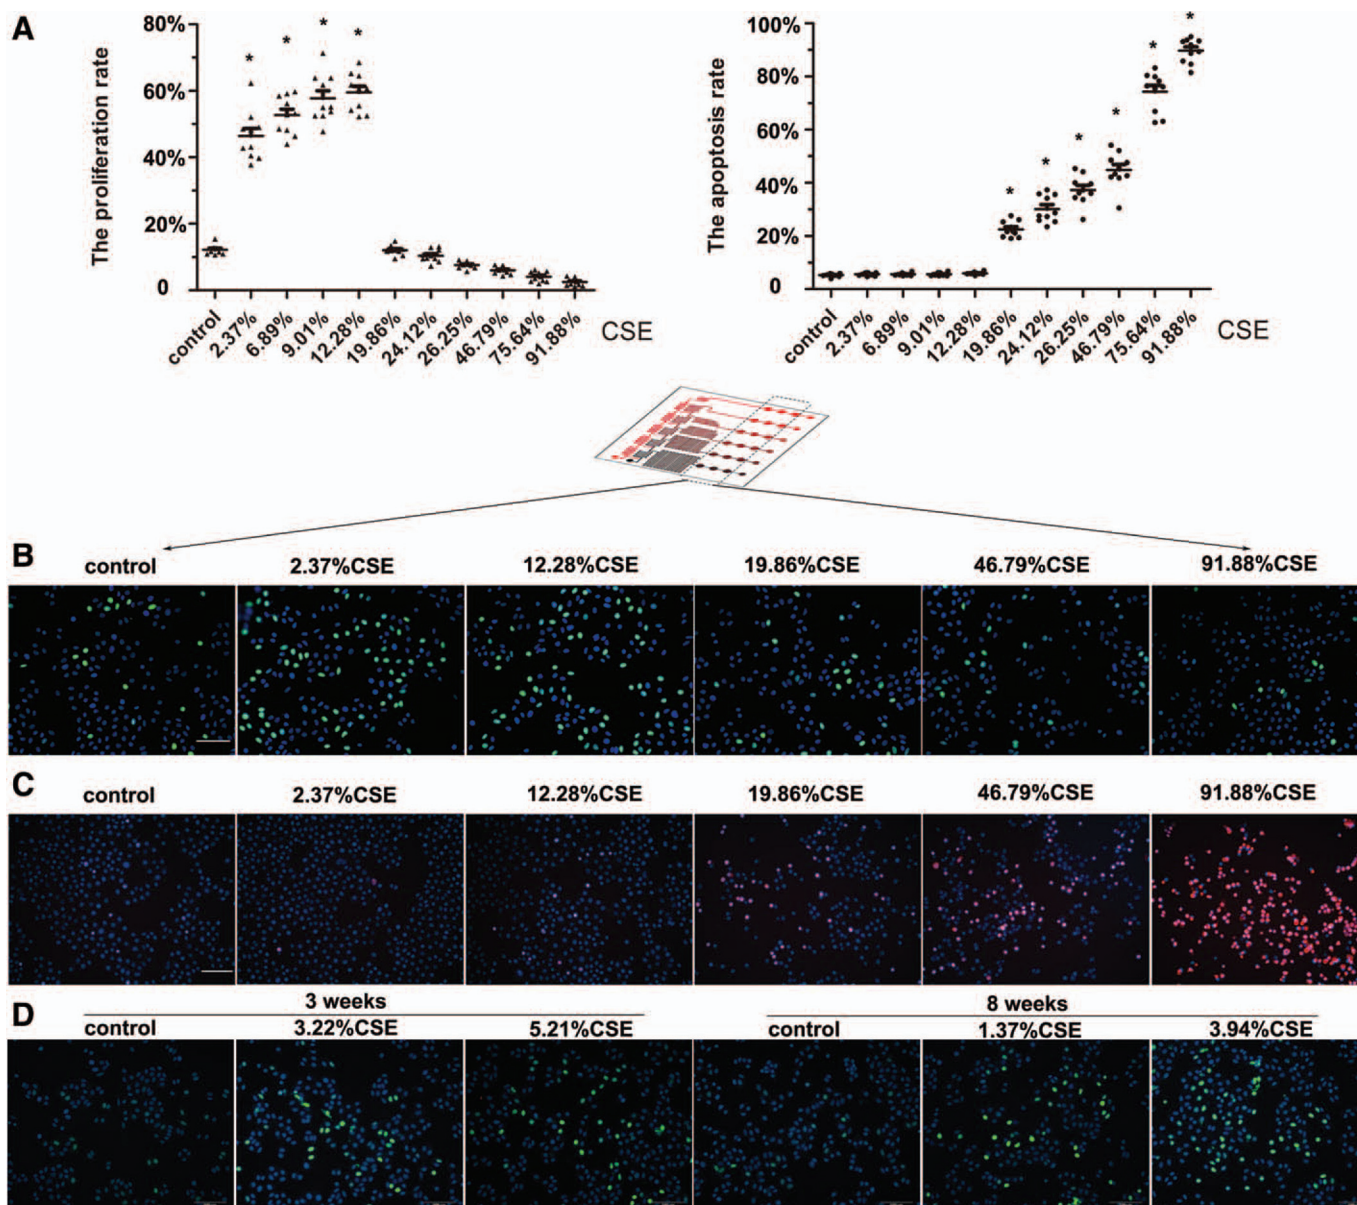 A
The proliferation rate
80%
60%
40%
20%
0
control 2.37% 6.89% 9.01% 12.28% 19.86% 24.12% 26.25% 46.79% 75.64% 91.88%
CSE
* * * *
The apoptosis rate
100%
80%
60%
40%
20%
0
control 2.37% 6.89% 9.01% 12.28% 19.86% 24.12% 26.25% 46.79% 75.64% 91.88%
CSE
* * * * * *
B
control 2.37%CSE 12.28%CSE 19.86%CSE 46.79%CSE 91.88%CSE
C
control 2.37%CSE 12.28%CSE 19.86%CSE 46.79%CSE 91.88%CSE
D
3 weeks 8 weeks
control 3.22%CSE 5.21%CSE control 1.37%CSE 3.94%CSE